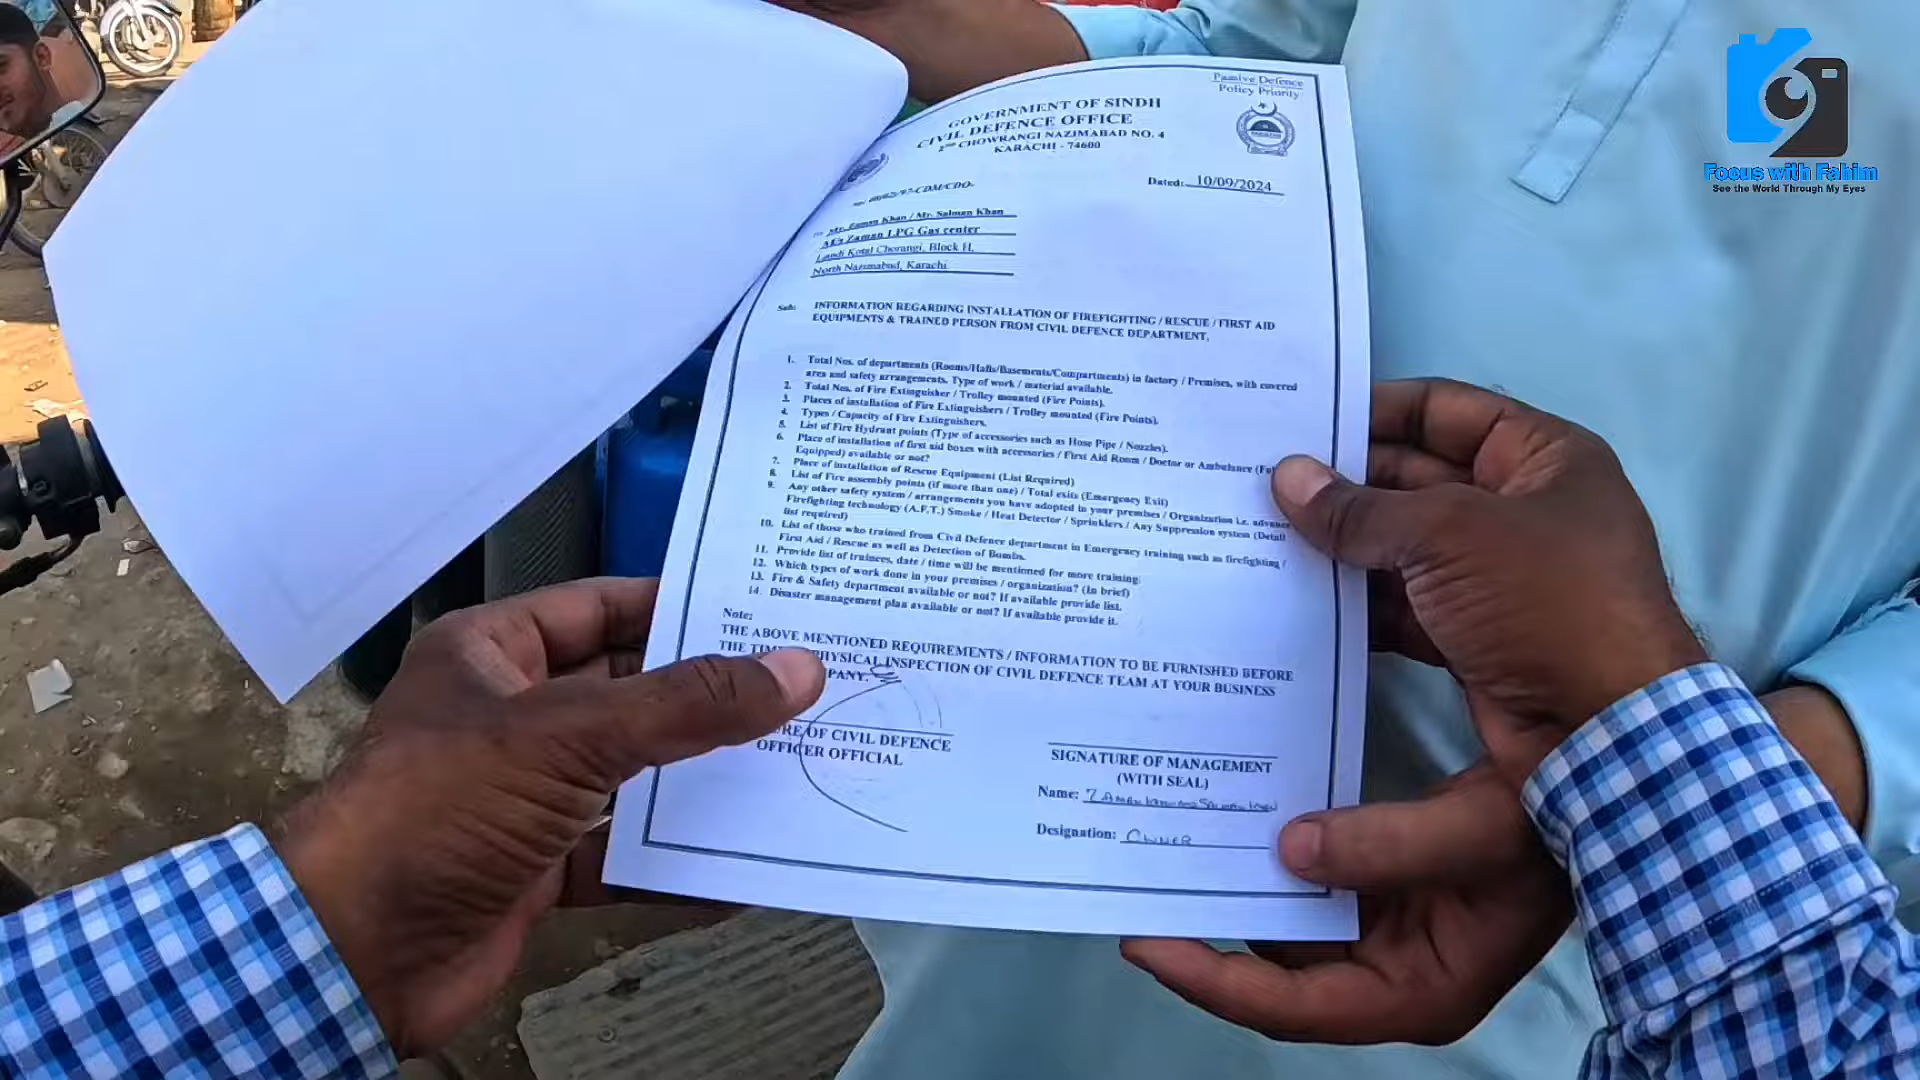 Passive Defence
Policy Priority
GOVERNMENT OF SINDH
CIVIL DEFENCE OFFICE
2ND CHOWRANGI NAZIMABAD NO. 4
KARACHI - 74600
Dated: 10/09/2024
Mr. Zaman Khan / Mr. Salman Khan
M/s Zaman LPG Gas center
Landi Kotal Chorangi, Block H,
North Nazimabad, Karachi.
Sub: INFORMATION REGARDING INSTALLATION OF FIREFIGHTING / RESCUE / FIRST AID
EQUIPMENTS & TRAINED PERSON FROM CIVIL DEFENCE DEPARTMENT.
1. Total Nos. of departments (Rooms/Halls/Basements/Compartments) in factory / Premises, with covered
area and safety arrangements. Type of work / material available.
2. Total Nos. of Fire Extinguisher / Trolley mounted (Fire Points).
3. Places of installation of Fire Extinguishers / Trolley mounted (Fire Points).
4. Types / Capacity of Fire Extinguishers.
5. List of Fire Hydrant points (Type of accessories such as Hose Pipe / Nozzles).
6. Place of installation of first aid boxes with accessories / First Aid Room / Doctor or Ambulance
Equipped) available or not?
7. Place of installation of Rescue Equipment (List Required)
8. List of Fire assembly points (if more than one) / Total exits (Emergency Exit)
9. Any other safety system / arrangements you have adopted in your premises / Organization i.e. advance
Firefighting technology (A.F.T.) Smoke / Heat Detector / Sprinklers / Any Suppression system (Detail
list required)
10. List of those who trained from Civil Defence department in Emergency training such as firefighting /
First Aid / Rescue as well as Detection of Bombs.
11. Provide list of trainees, date / time will be mentioned for more training.
12. Which types of work done in your premises / organization? (In brief)
13. Fire & Safety department available or not? If available provide list.
14. Disaster management plan available or not? If available provide it.
Note:
THE ABOVE MENTIONED REQUIREMENTS / INFORMATION TO BE FURNISHED BEFORE
THE PHYSICAL INSPECTION OF CIVIL DEFENCE TEAM AT YOUR BUSINESS
OF CIVIL DEFENCE
OFFICER OFFICIAL
SIGNATURE OF MANAGEMENT
(WITH SEAL)
Name: Zaman Khan
Designation: Owner
Focus with Fahim
See the World Through My Eyes